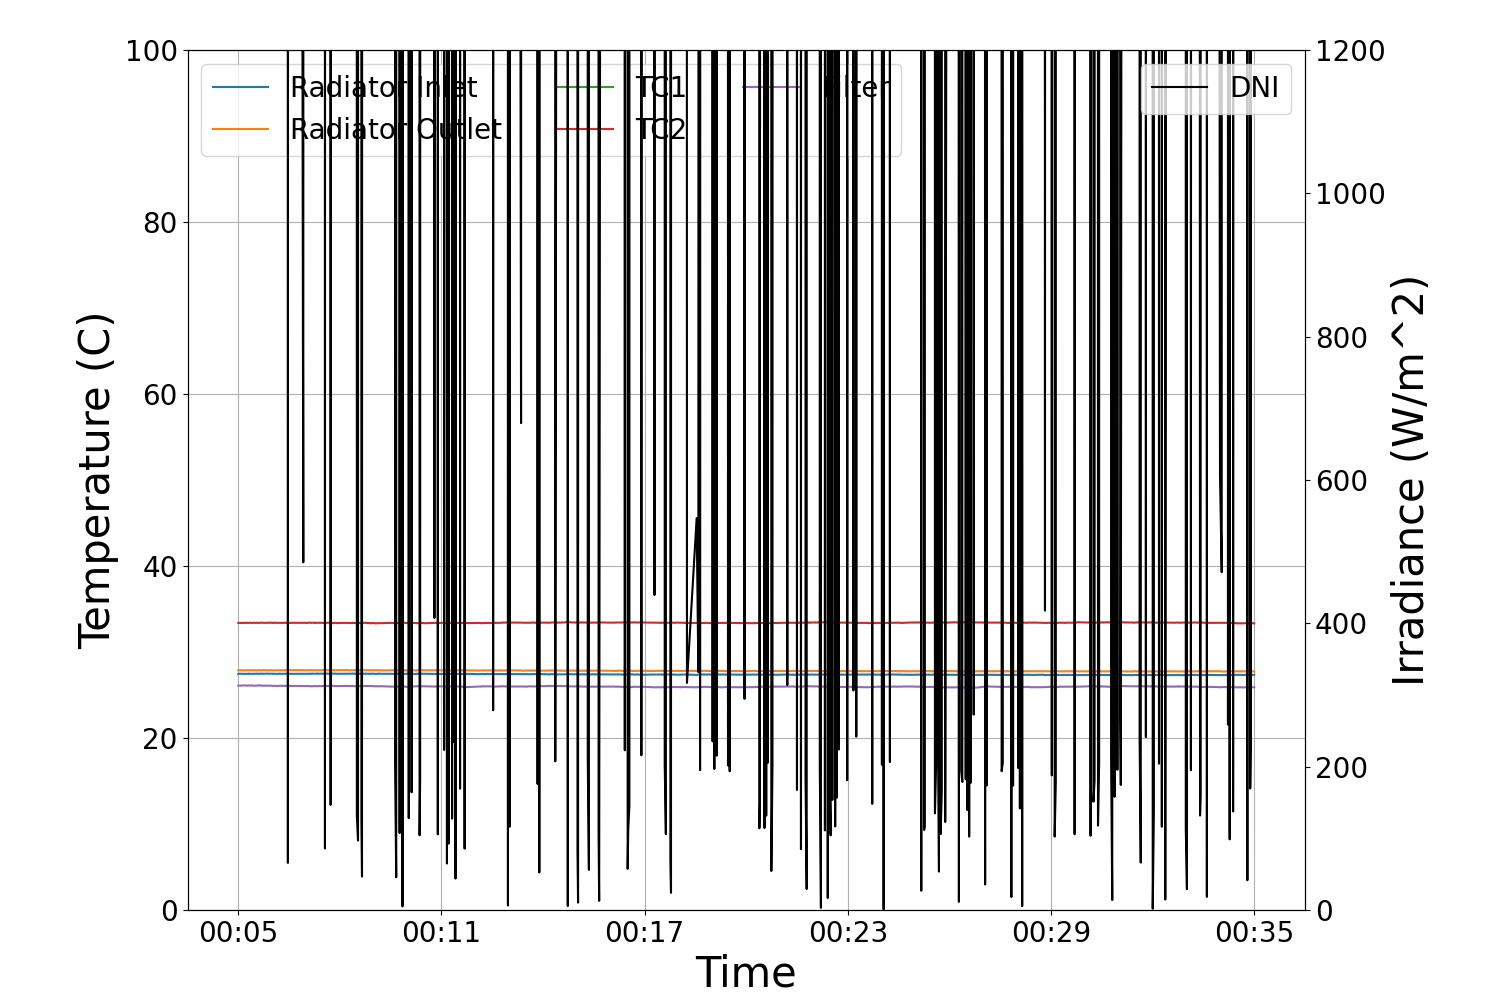 100
80
60
40
20
0
Temperature (C)
Radiator Inlet
Radiator Outlet
TC1
TC2
Filter
DNI
1200
1000
800
600
400
200
0
Irradiance (W/m^2)
00:05
00:11
00:17
00:23
00:29
00:35
Time